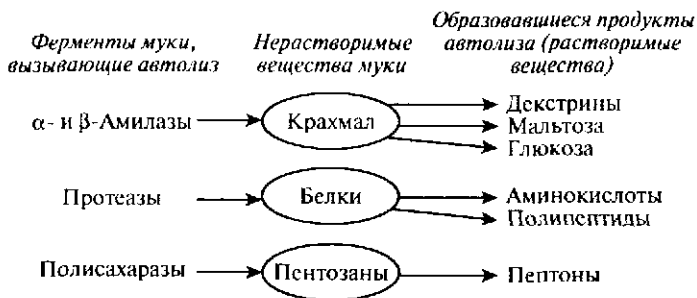 Ферменты муки,
вызывающие автолиз
Нерастворимые
вещества муки
Образовавшиеся продукты
автолиза (растворимые
вещества)
α- и β-Амилазы
Крахмал
Декстрины
Мальтоза
Глюкоза
Протеазы
Белки
Аминокислоты
Полипептиды
Полисахаразы
Пентозаны
Пептоны